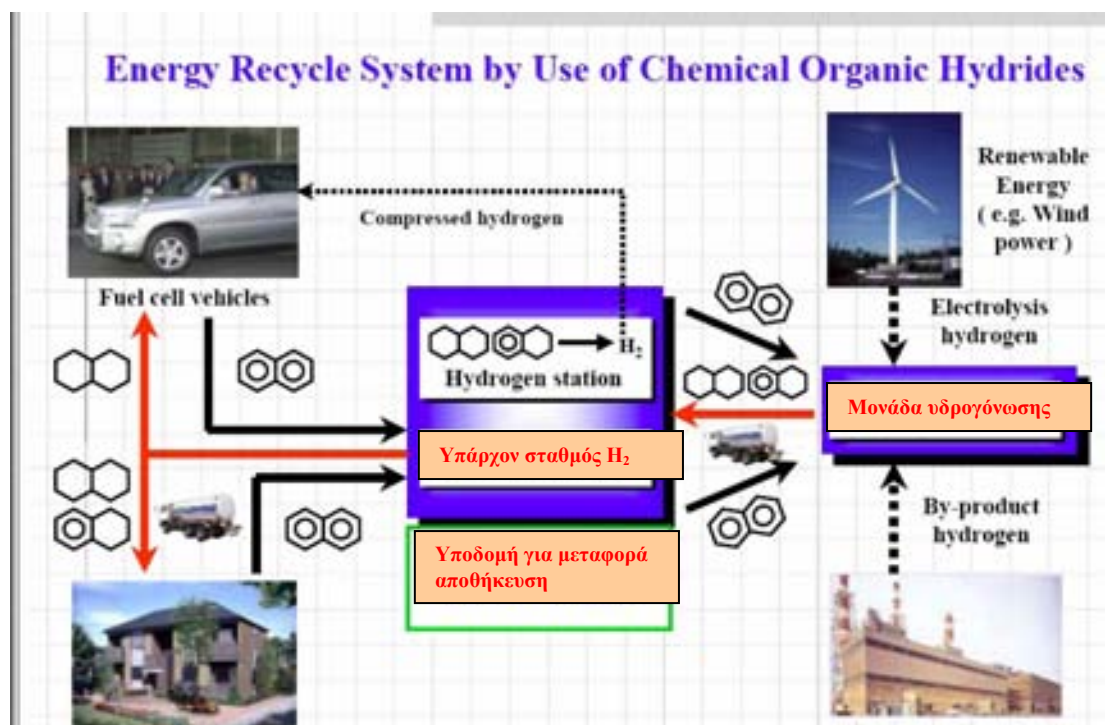 Energy Recycle System by Use of Chemical Organic Hydrides
Renewable
Energy
( e.g. Wind
power )
Compressed hydrogen
Fuel cell vehicles
Electrolysis
hydrogen
H₂
Hydrogen station
Μονάδα υδρογόνωσης
Υπάρχον σταθμός H₂
By-product
hydrogen
Υποδομή για μεταφορά
αποθήκευση